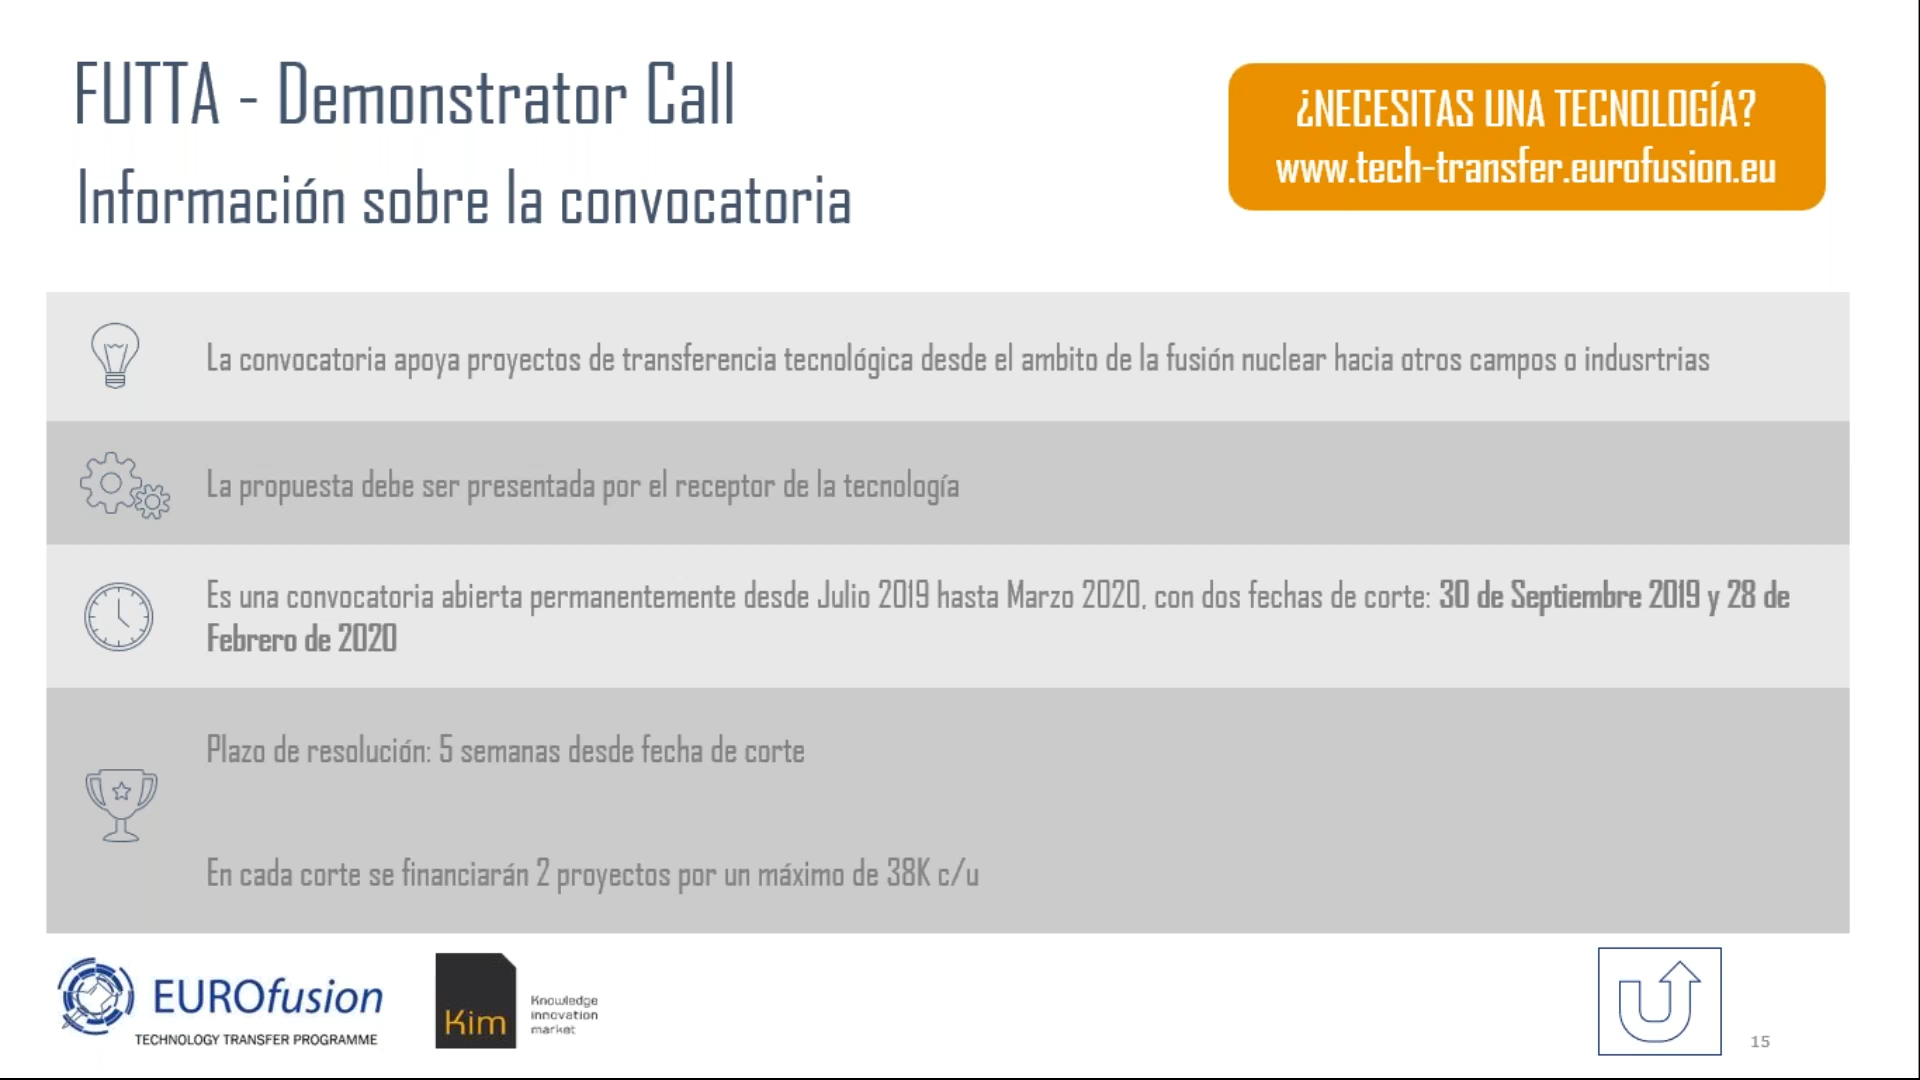 FUTTA - Demonstrator Call
Información sobre la convocatoria
¿NECESITAS UNA TECNOLOGÍA?
www.tech-transfer.eurofusion.eu
La convocatoria apoya proyectos de transferencia tecnológica desde el ambito de la fusión nuclear hacia otros campos o indusrtrias
La propuesta debe ser presentada por el receptor de la tecnología
Es una convocatoria abierta permanentemente desde Julio 2019 hasta Marzo 2020, con dos fechas de corte: 30 de Septiembre 2019 y 28 de
Febrero de 2020
Plazo de resolución: 5 semanas desde fecha de corte
En cada corte se financiarán 2 proyectos por un máximo de 38K c/u
EUROfusion
TECHNOLOGY TRANSFER PROGRAMME
Kim
Knowledge
innovation
market
15